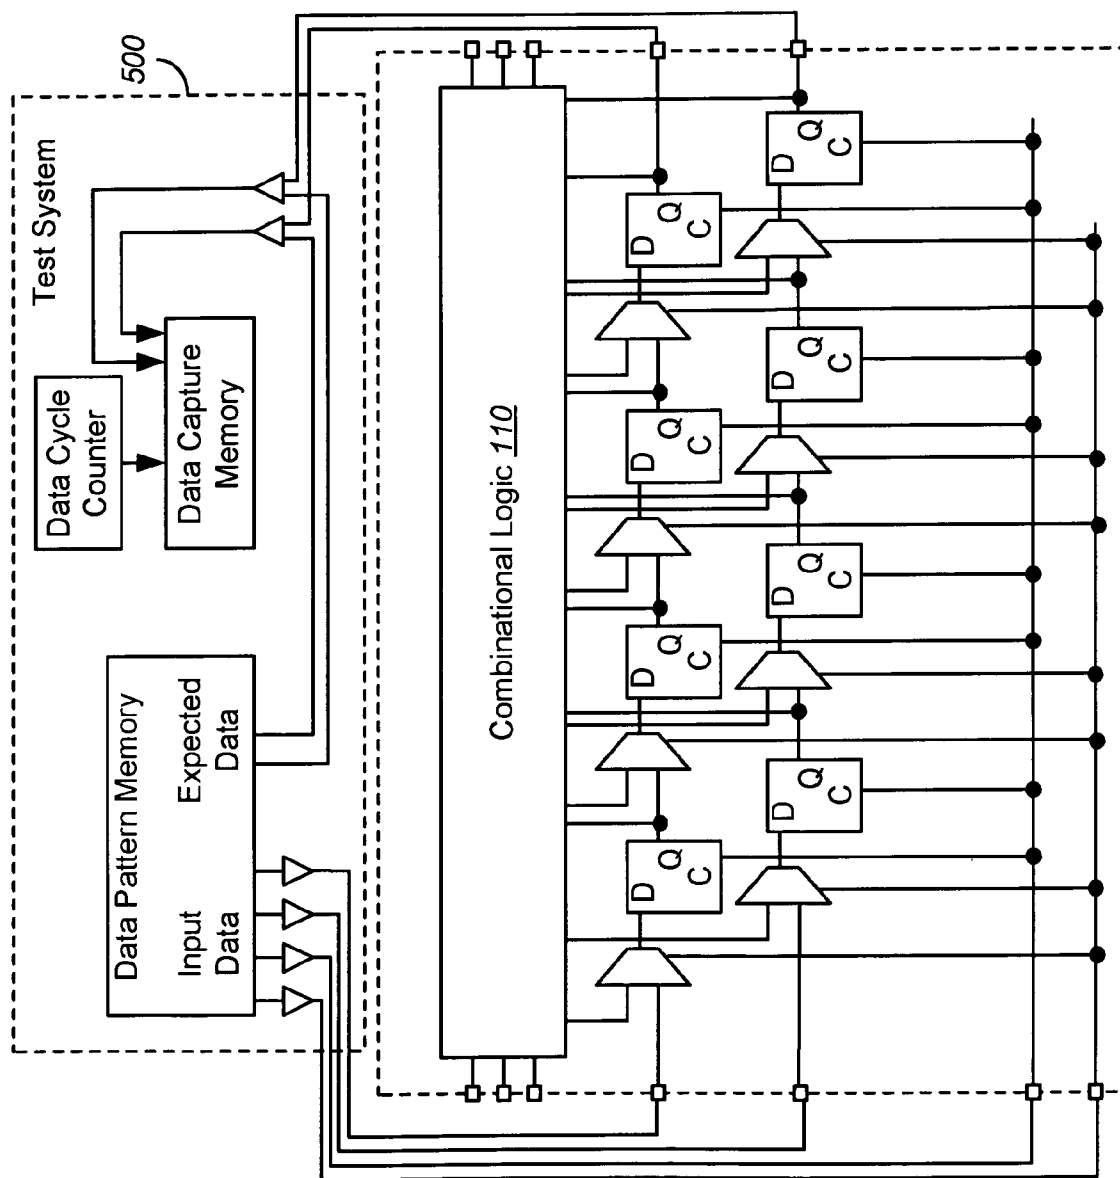 500
Test System
Data Cycle
Counter
Data Capture
Memory
Data Pattern Memory
Input
Data
Expected
Data
Combinational Logic 110
D
Q
C
D
Q
C
D
Q
C
D
Q
C
D
Q
C
D
Q
C
D
Q
C
D
Q
C